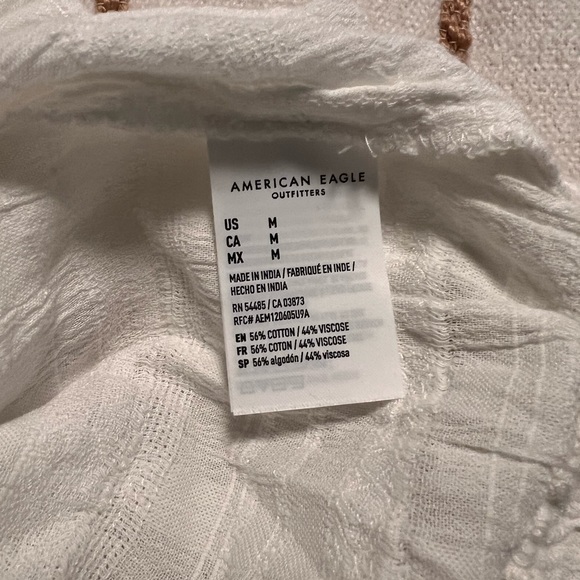 AMERICAN EAGLE
OUTFITTERS
US M
CA M
MX M
MADE IN INDIA / FABRIQUÉ EN INDE /
HECHO EN INDIA
RN 54485 / CA 03873
RFC# AEM120605U9A
EN 56% COTTON / 44% VISCOSE
FR 56% COTON / 44% VISCOSE
SP 56% algodón / 44% viscosa